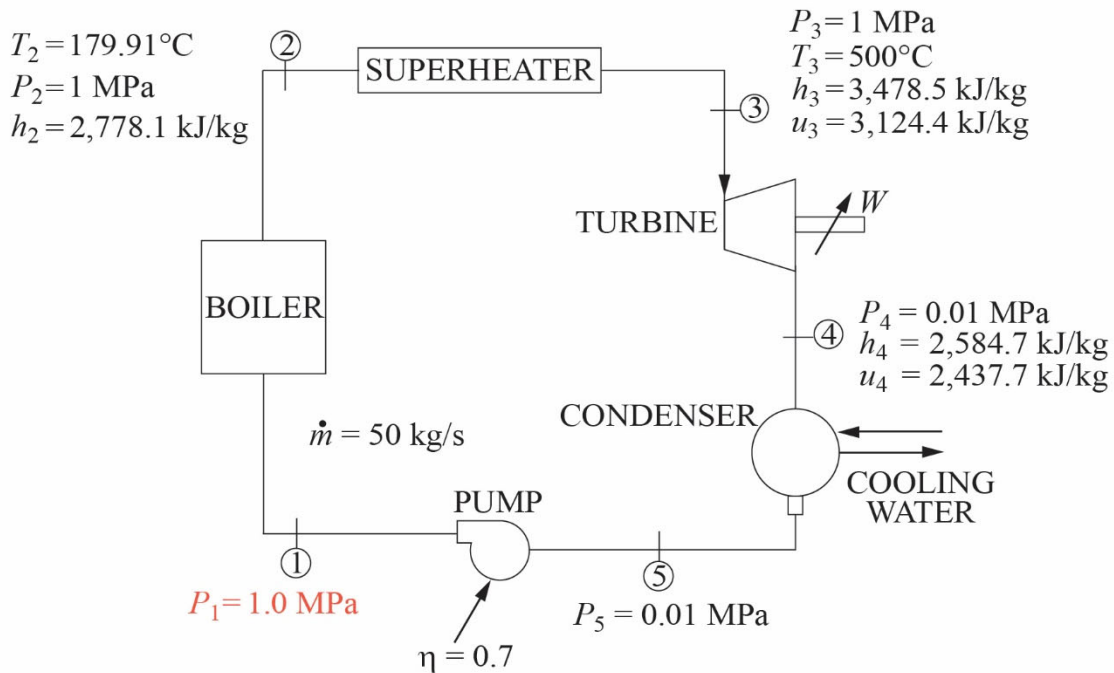 T₂ = 179.91°C
P₂ = 1 MPa
h₂ = 2,778.1 kJ/kg
②
SUPERHEATER
P₃ = 1 MPa
T₃ = 500°C
h₃ = 3,478.5 kJ/kg
u₃ = 3,124.4 kJ/kg
③
TURBINE
W
BOILER
④
P₄ = 0.01 MPa
h₄ = 2,584.7 kJ/kg
u₄ = 2,437.7 kJ/kg
CONDENSER
ṁ = 50 kg/s
COOLING
WATER
PUMP
①
P₁ = 1.0 MPa
⑤
P₅ = 0.01 MPa
η = 0.7